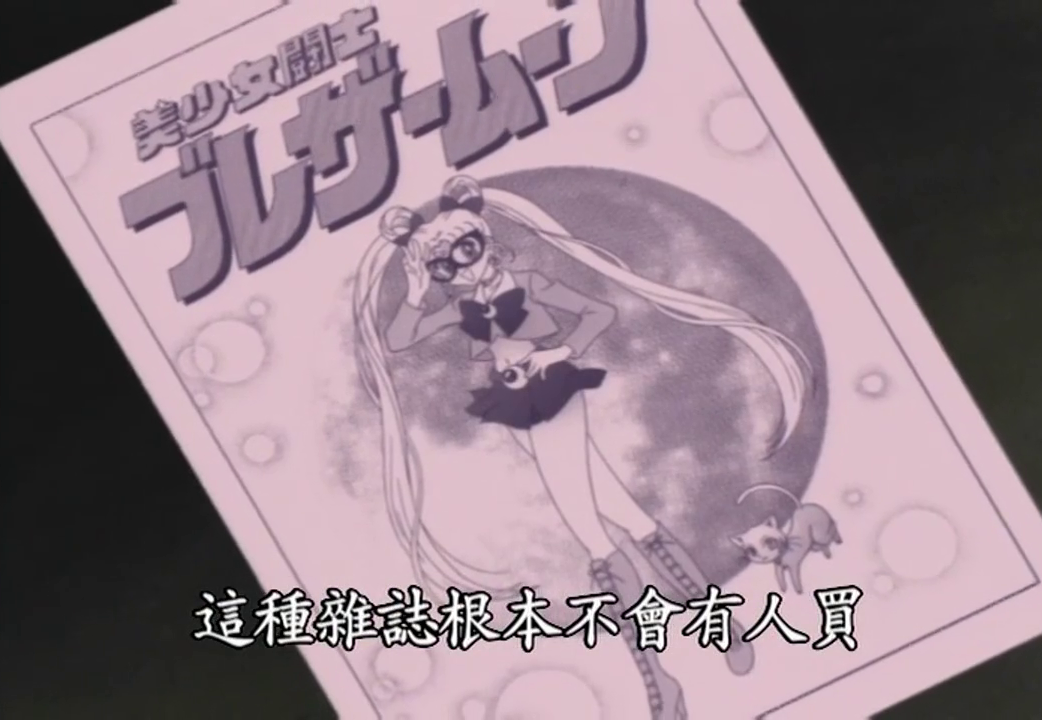 美少女闘士
ブレザームーン
這種雜誌根本不會有人買